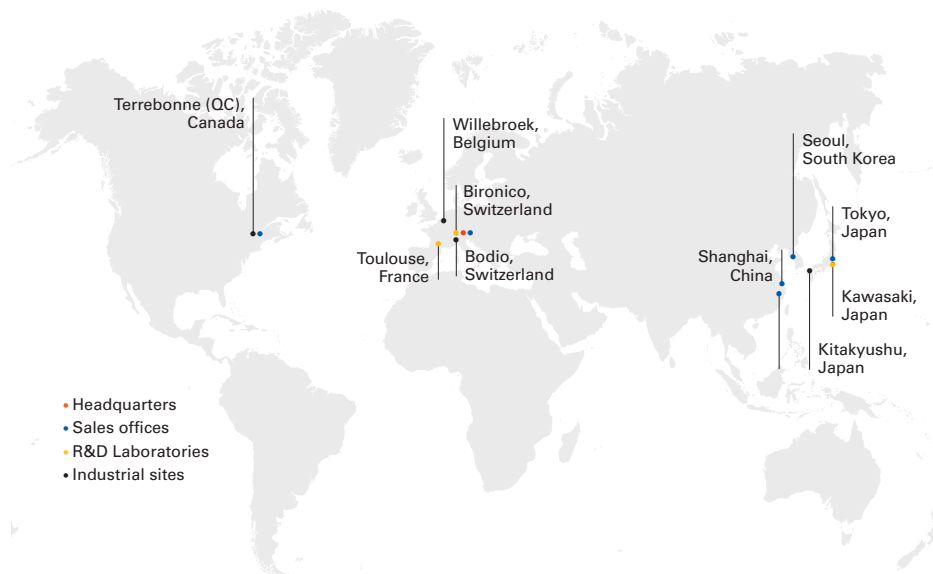 Terrebonne (QC),
Canada
Willebroek,
Belgium
Bironico,
Switzerland
Toulouse,
France
Bodio,
Switzerland
Seoul,
South Korea
Tokyo,
Japan
Shanghai,
China
Kawasaki,
Japan
Kitakyushu,
Japan
Headquarters
Sales offices
R&D Laboratories
Industrial sites